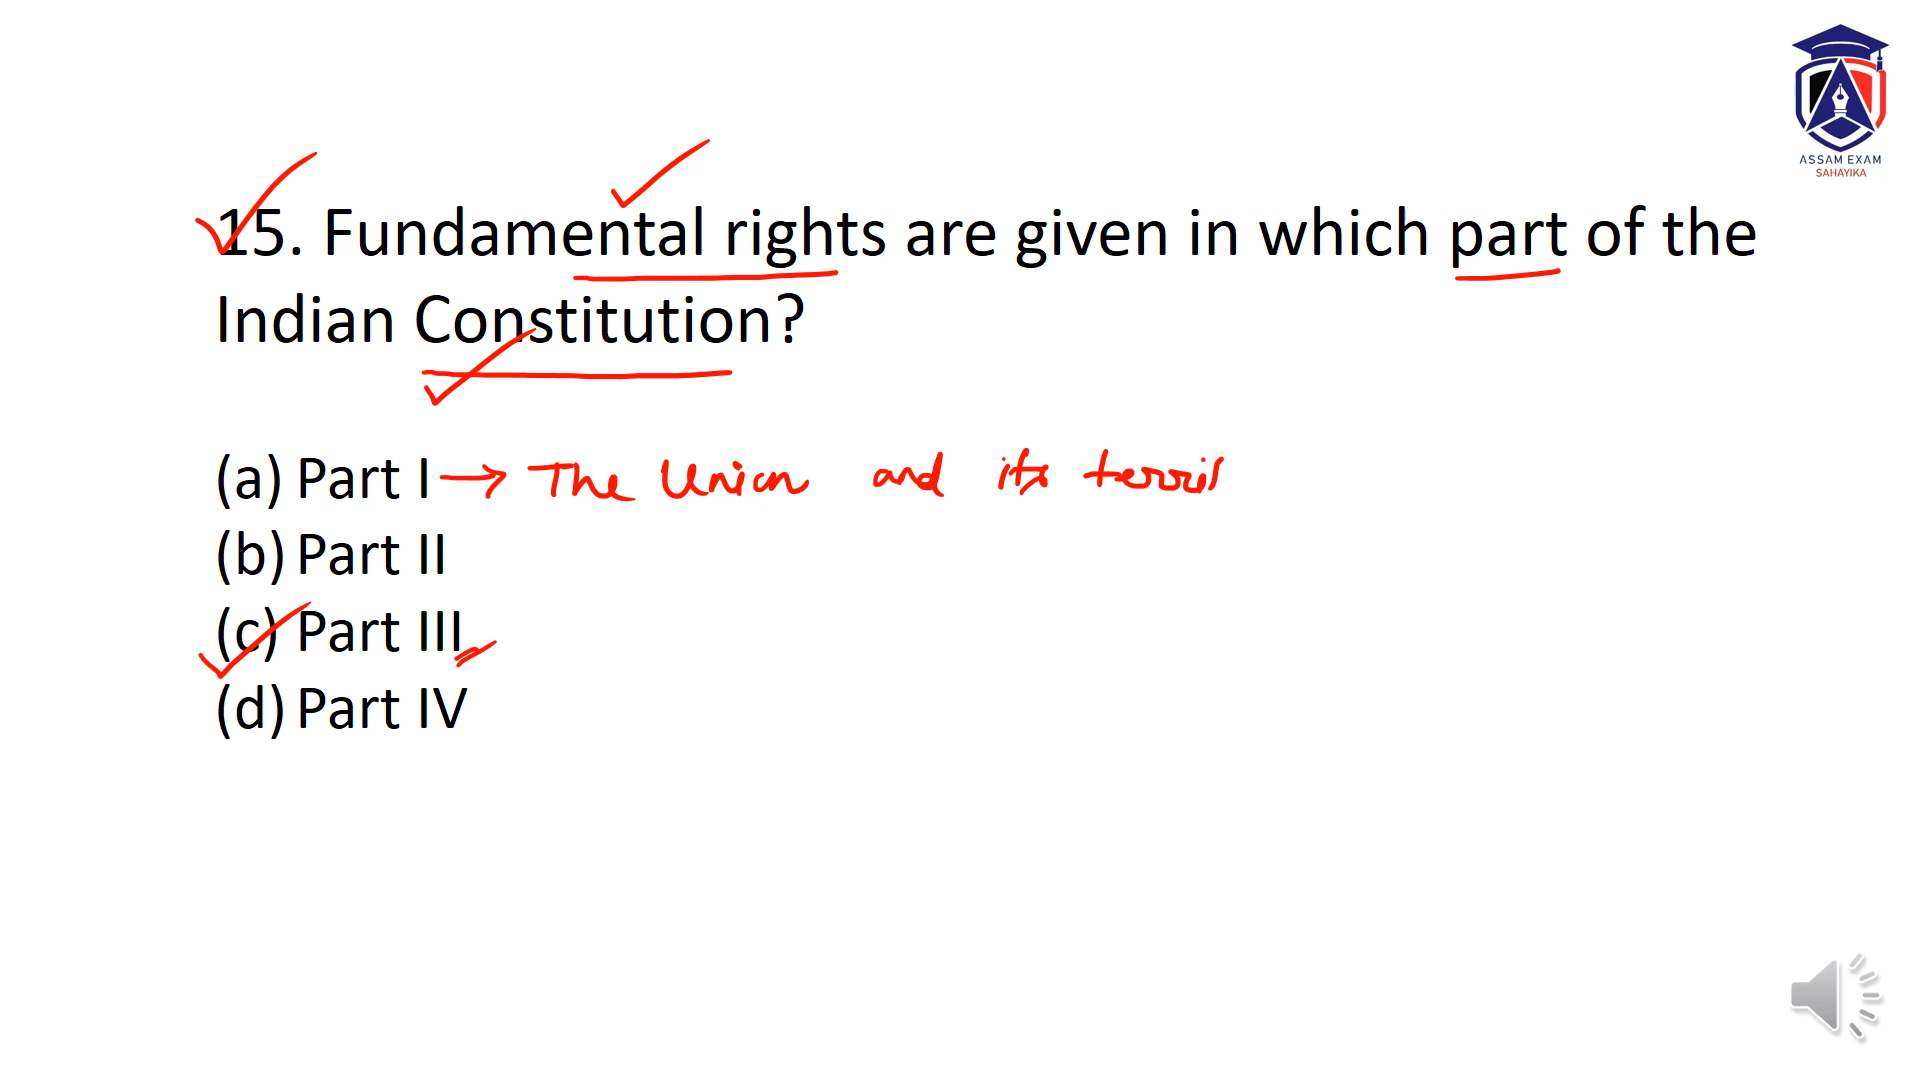 ASSAM EXAM
SAHAYIKA
15. Fundamental rights are given in which part of the
Indian Constitution?
(a) Part I → The Union and its territ
(b) Part II
(c) Part III
(d) Part IV